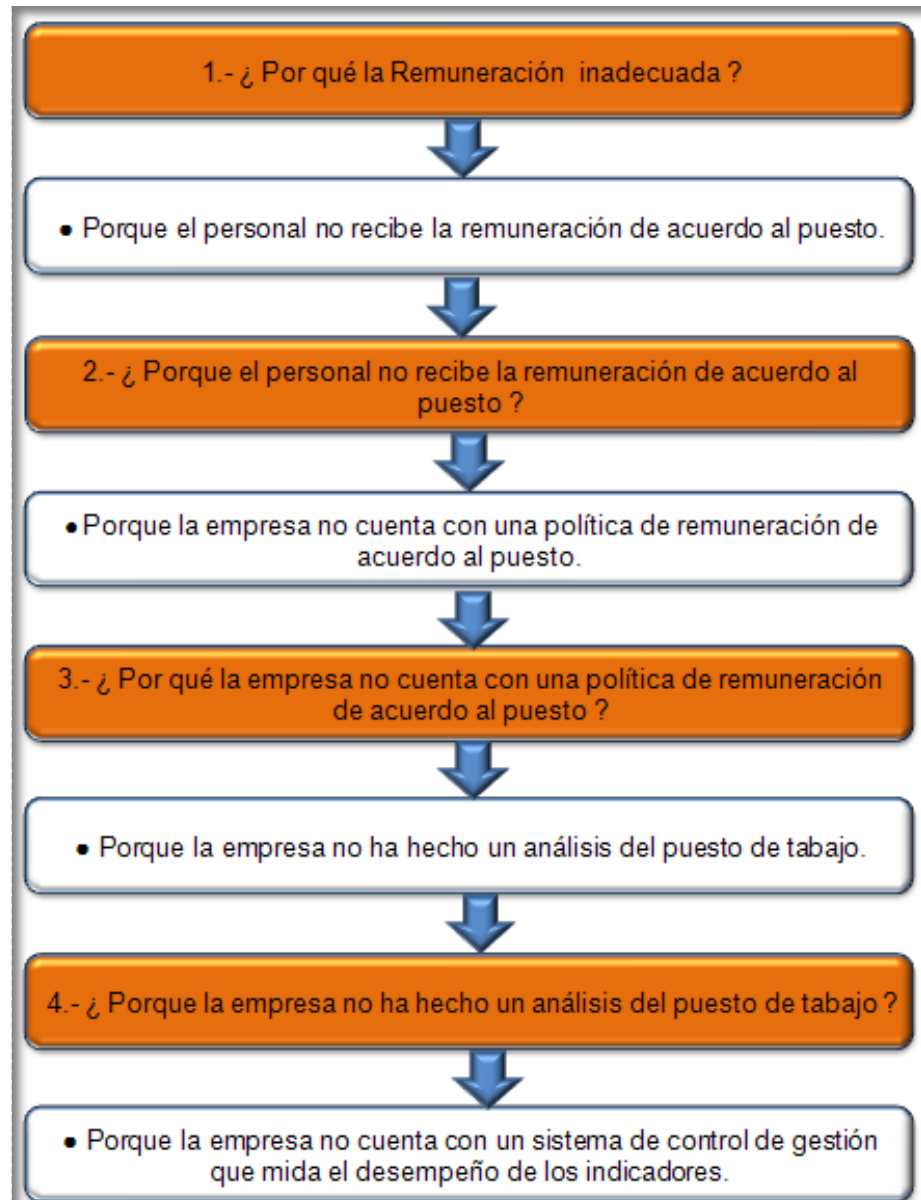 1.- ¿ Por qué la Remuneración inadecuada ?
● Porque el personal no recibe la remuneración de acuerdo al puesto.
2.- ¿ Porque el personal no recibe la remuneración de acuerdo al
puesto ?
● Porque la empresa no cuenta con una política de remuneración de
acuerdo al puesto.
3.- ¿ Por qué la empresa no cuenta con una política de remuneración
de acuerdo al puesto ?
● Porque la empresa no ha hecho un análisis del puesto de tabajo.
4.- ¿ Porque la empresa no ha hecho un análisis del puesto de tabajo ?
● Porque la empresa no cuenta con un sistema de control de gestión
que mida el desempeño de los indicadores.